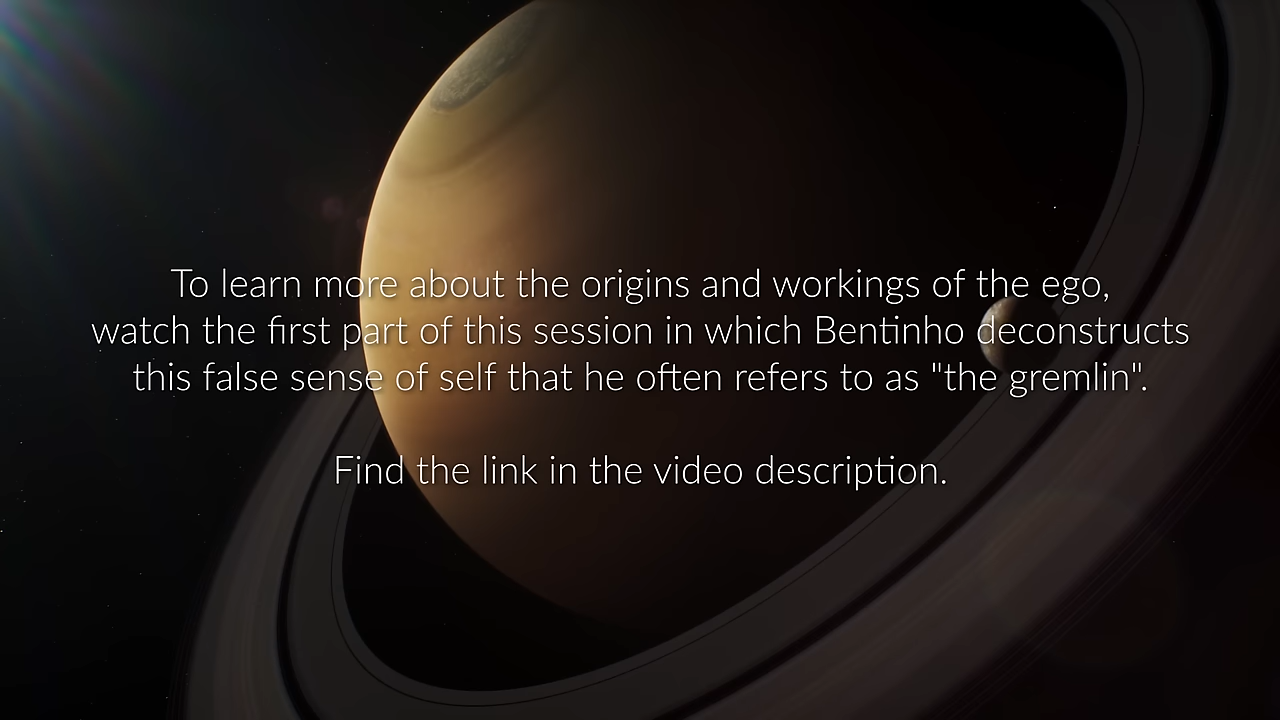 To learn more about the origins and workings of the ego,
watch the first part of this session in which Bentinho deconstructs
this false sense of self that he often refers to as "the gremlin".
Find the link in the video description.